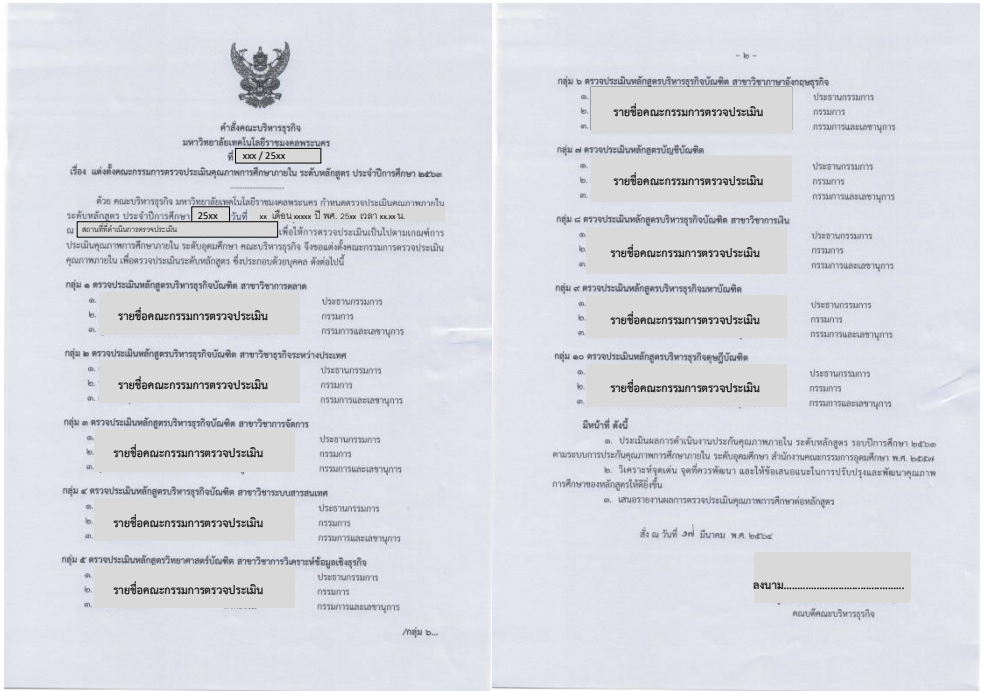 คำสั่งคณะบริหารธุรกิจ
มหาวิทยาลัยเทคโนโลยีราชมงคลพระนคร
ที่ xxx / 25xx
เรื่อง แต่งตั้งคณะกรรมการตรวจประเมินคุณภาพการศึกษาภายใน ระดับหลักสูตร ประจำปีการศึกษา ๒๕๖๓
ด้วย คณะบริหารธุรกิจ มหาวิทยาลัยเทคโนโลยีราชมงคลพระนคร กำหนดตรวจประเมินคุณภาพภายใน
ระดับหลักสูตร ประจำปีการศึกษา 25xx วันที่ xx เดือน xxxxx ปี พศ. 25xx เวลา xx.xx น.
ณ สถานที่ที่ดำเนินการตรวจประเมิน เพื่อให้การตรวจประเมินเป็นไปตามเกณฑ์การ
ประเมินคุณภาพการศึกษาภายใน ระดับอุดมศึกษา คณะบริหารธุรกิจ จึงขอแต่งตั้งคณะกรรมการตรวจประเมิน
คุณภาพภายใน เพื่อตรวจประเมินระดับหลักสูตร ซึ่งประกอบด้วยบุคคล ดังต่อไปนี้
กลุ่ม ๑ ตรวจประเมินหลักสูตรบริหารธุรกิจบัณฑิต สาขาวิชาการตลาด
๑. ประธานกรรมการ
๒. รายชื่อคณะกรรมการตรวจประเมิน กรรมการ
๓. กรรมการและเลขานุการ
กลุ่ม ๒ ตรวจประเมินหลักสูตรบริหารธุรกิจบัณฑิต สาขาวิชาธุรกิจระหว่างประเทศ
๑. ประธานกรรมการ
๒. รายชื่อคณะกรรมการตรวจประเมิน กรรมการ
๓. กรรมการและเลขานุการ
กลุ่ม ๓ ตรวจประเมินหลักสูตรบริหารธุรกิจบัณฑิต สาขาวิชาการจัดการ
๑. ประธานกรรมการ
๒. รายชื่อคณะกรรมการตรวจประเมิน กรรมการ
๓. กรรมการและเลขานุการ
กลุ่ม ๔ ตรวจประเมินหลักสูตรบริหารธุรกิจบัณฑิต สาขาวิชาระบบสารสนเทศ
๑. ประธานกรรมการ
๒. รายชื่อคณะกรรมการตรวจประเมิน กรรมการ
๓. กรรมการและเลขานุการ
กลุ่ม ๕ ตรวจประเมินหลักสูตรวิทยาศาสตร์บัณฑิต สาขาวิชาการวิเคราะห์ข้อมูลเชิงธุรกิจ
๑. ประธานกรรมการ
๒. รายชื่อคณะกรรมการตรวจประเมิน กรรมการ
๓. กรรมการและเลขานุการ
/กลุ่ม ๖...
- ๒ -
กลุ่ม ๖ ตรวจประเมินหลักสูตรบริหารธุรกิจบัณฑิต สาขาวิชาภาษาอังกฤษธุรกิจ
๑. ประธานกรรมการ
๒. รายชื่อคณะกรรมการตรวจประเมิน กรรมการ
๓. กรรมการและเลขานุการ
กลุ่ม ๗ ตรวจประเมินหลักสูตรบัญชีบัณฑิต
๑. ประธานกรรมการ
๒. รายชื่อคณะกรรมการตรวจประเมิน กรรมการ
๓. กรรมการและเลขานุการ
กลุ่ม ๘ ตรวจประเมินหลักสูตรบริหารธุรกิจบัณฑิต สาขาวิชาการเงิน
๑. ประธานกรรมการ
๒. รายชื่อคณะกรรมการตรวจประเมิน กรรมการ
๓. กรรมการและเลขานุการ
กลุ่ม ๙ ตรวจประเมินหลักสูตรบริหารธุรกิจมหาบัณฑิต
๑. ประธานกรรมการ
๒. รายชื่อคณะกรรมการตรวจประเมิน กรรมการ
๓. กรรมการและเลขานุการ
กลุ่ม ๑๐ ตรวจประเมินหลักสูตรบริหารธุรกิจดุษฎีบัณฑิต
๑. ประธานกรรมการ
๒. รายชื่อคณะกรรมการตรวจประเมิน กรรมการ
๓. กรรมการและเลขานุการ
มีหน้าที่ ดังนี้
๑. ประเมินผลการดำเนินงานประกันคุณภาพภายใน ระดับหลักสูตร รอบปีการศึกษา ๒๕๖๓
ตามระบบการประกันคุณภาพการศึกษาภายใน ระดับอุดมศึกษา สำนักงานคณะกรรมการอุดมศึกษา พ.ศ. ๒๕๕๗
๒. วิเคราะห์จุดเด่น จุดที่ควรพัฒนา และให้ข้อเสนอแนะในการปรับปรุงและพัฒนาคุณภาพ
การศึกษาของหลักสูตรให้ดียิ่งขึ้น
๓. เสนอรายงานผลการตรวจประเมินคุณภาพการศึกษาต่อหลักสูตร
สั่ง ณ วันที่ ๑๗ มีนาคม พ.ศ. ๒๕๖๔
ลงนาม............................................
คณบดีคณะบริหารธุรกิจ